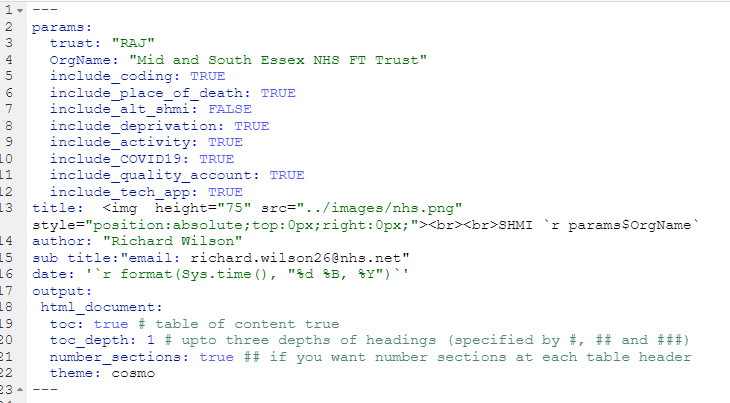 1 ---
2 params:
3 trust: "RAJ"
4 OrgName: "Mid and South Essex NHS FT Trust"
5 include_coding: TRUE
6 include_place_of_death: TRUE
7 include_alt_shmi: FALSE
8 include_deprivation: TRUE
9 include_activity: TRUE
10 include_COVID19: TRUE
11 include_quality_account: TRUE
12 include_tech_app: TRUE
13 title: <img height="75" src="../images/nhs.png"
style="position:absolute;top:0px;right:0px;"><br><br>SHMI `r params$OrgName`
14 author: "Richard Wilson"
15 sub title:"email: richard.wilson26@nhs.net"
16 date: '`r format(Sys.time(), "%d %B, %Y")`'
17 output:
18 html_document:
19 toc: true # table of content true
20 toc_depth: 1 # upto three depths of headings (specified by #, ## and ###)
21 number_sections: true ## if you want number sections at each table header
22 theme: cosmo
23 ---